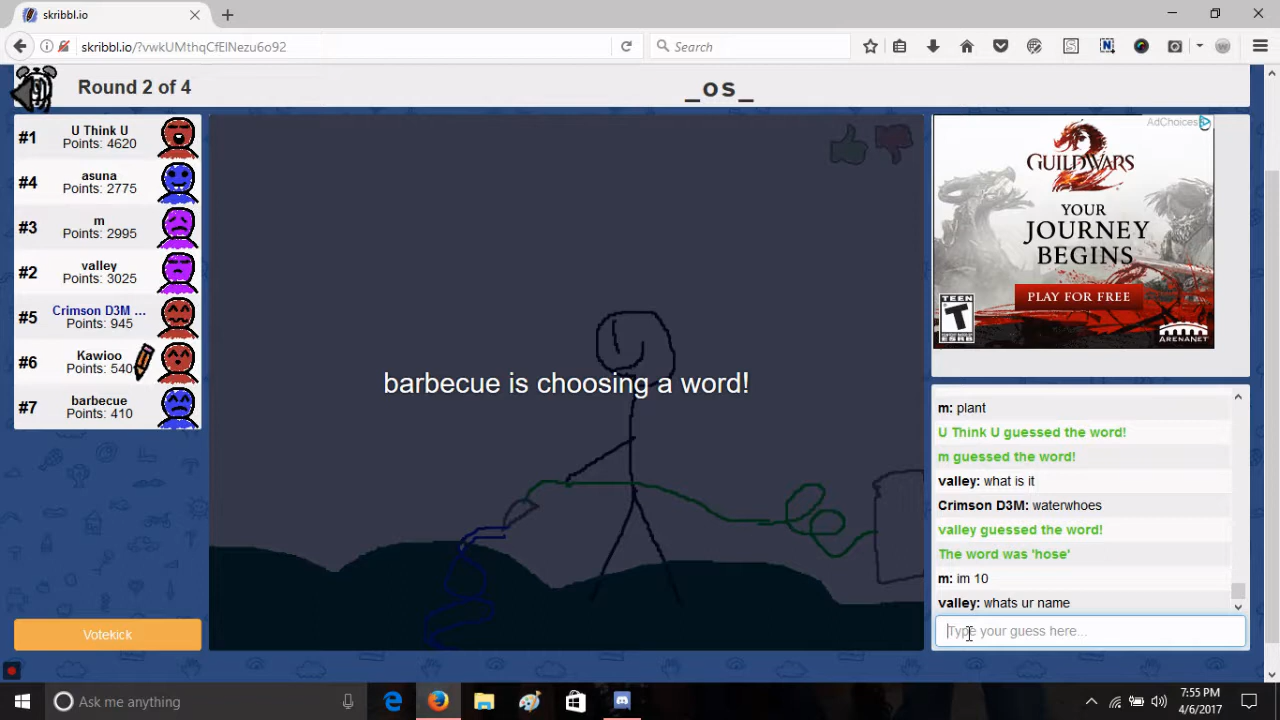 skribbl.io
skribbl.io/?vwkUMthqCfElNezu6o92
Search
Round 2 of 4
_os_
#1 U Think U
Points: 4620
#4 asuna
Points: 2775
#3 m
Points: 2995
#2 valley
Points: 3025
#5 Crimson D3M ...
Points: 945
#6 Kawioo
Points: 540
#7 barbecue
Points: 410
Votekick
barbecue is choosing a word!
AdChoices
GUILD WARS
2
YOUR
JOURNEY
BEGINS
PLAY FOR FREE
TEEN
T
ESRB
ARENANET
m: plant
U Think U guessed the word!
m guessed the word!
valley: what is it
Crimson D3M: waterwhoes
valley guessed the word!
The word was 'hose'
m: im 10
valley: whats ur name
Type your guess here...
Ask me anything
7:55 PM
4/6/2017